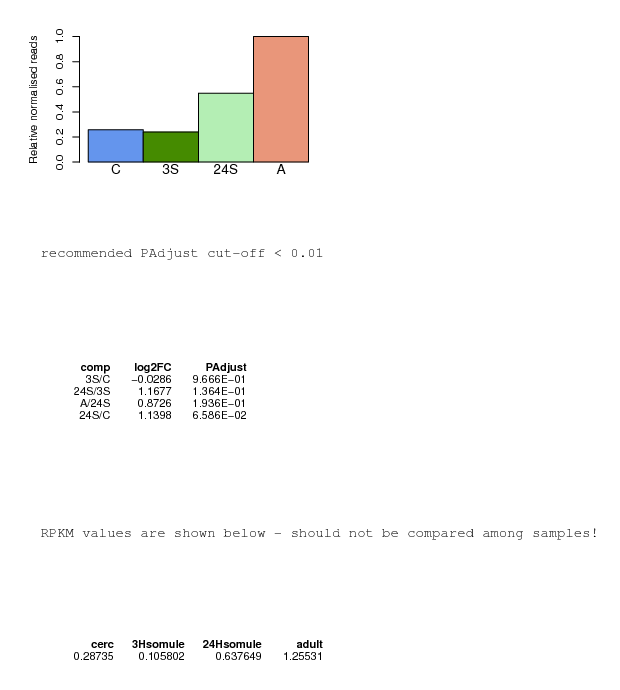 Relative normalised reads
1.0
0.8
0.6
0.4
0.2
0.0
C 3S 24S A
recommended PAdjust cut-off < 0.01
comp log2FC PAdjust
3S/C −0.0286 9.666E−01
24S/3S 1.1677 1.364E−01
A/24S 0.8726 1.936E−01
24S/C 1.1398 6.586E−02
RPKM values are shown below - should not be compared among samples!
cerc 3Hsomule 24Hsomule adult
0.28735 0.105802 0.637649 1.25531